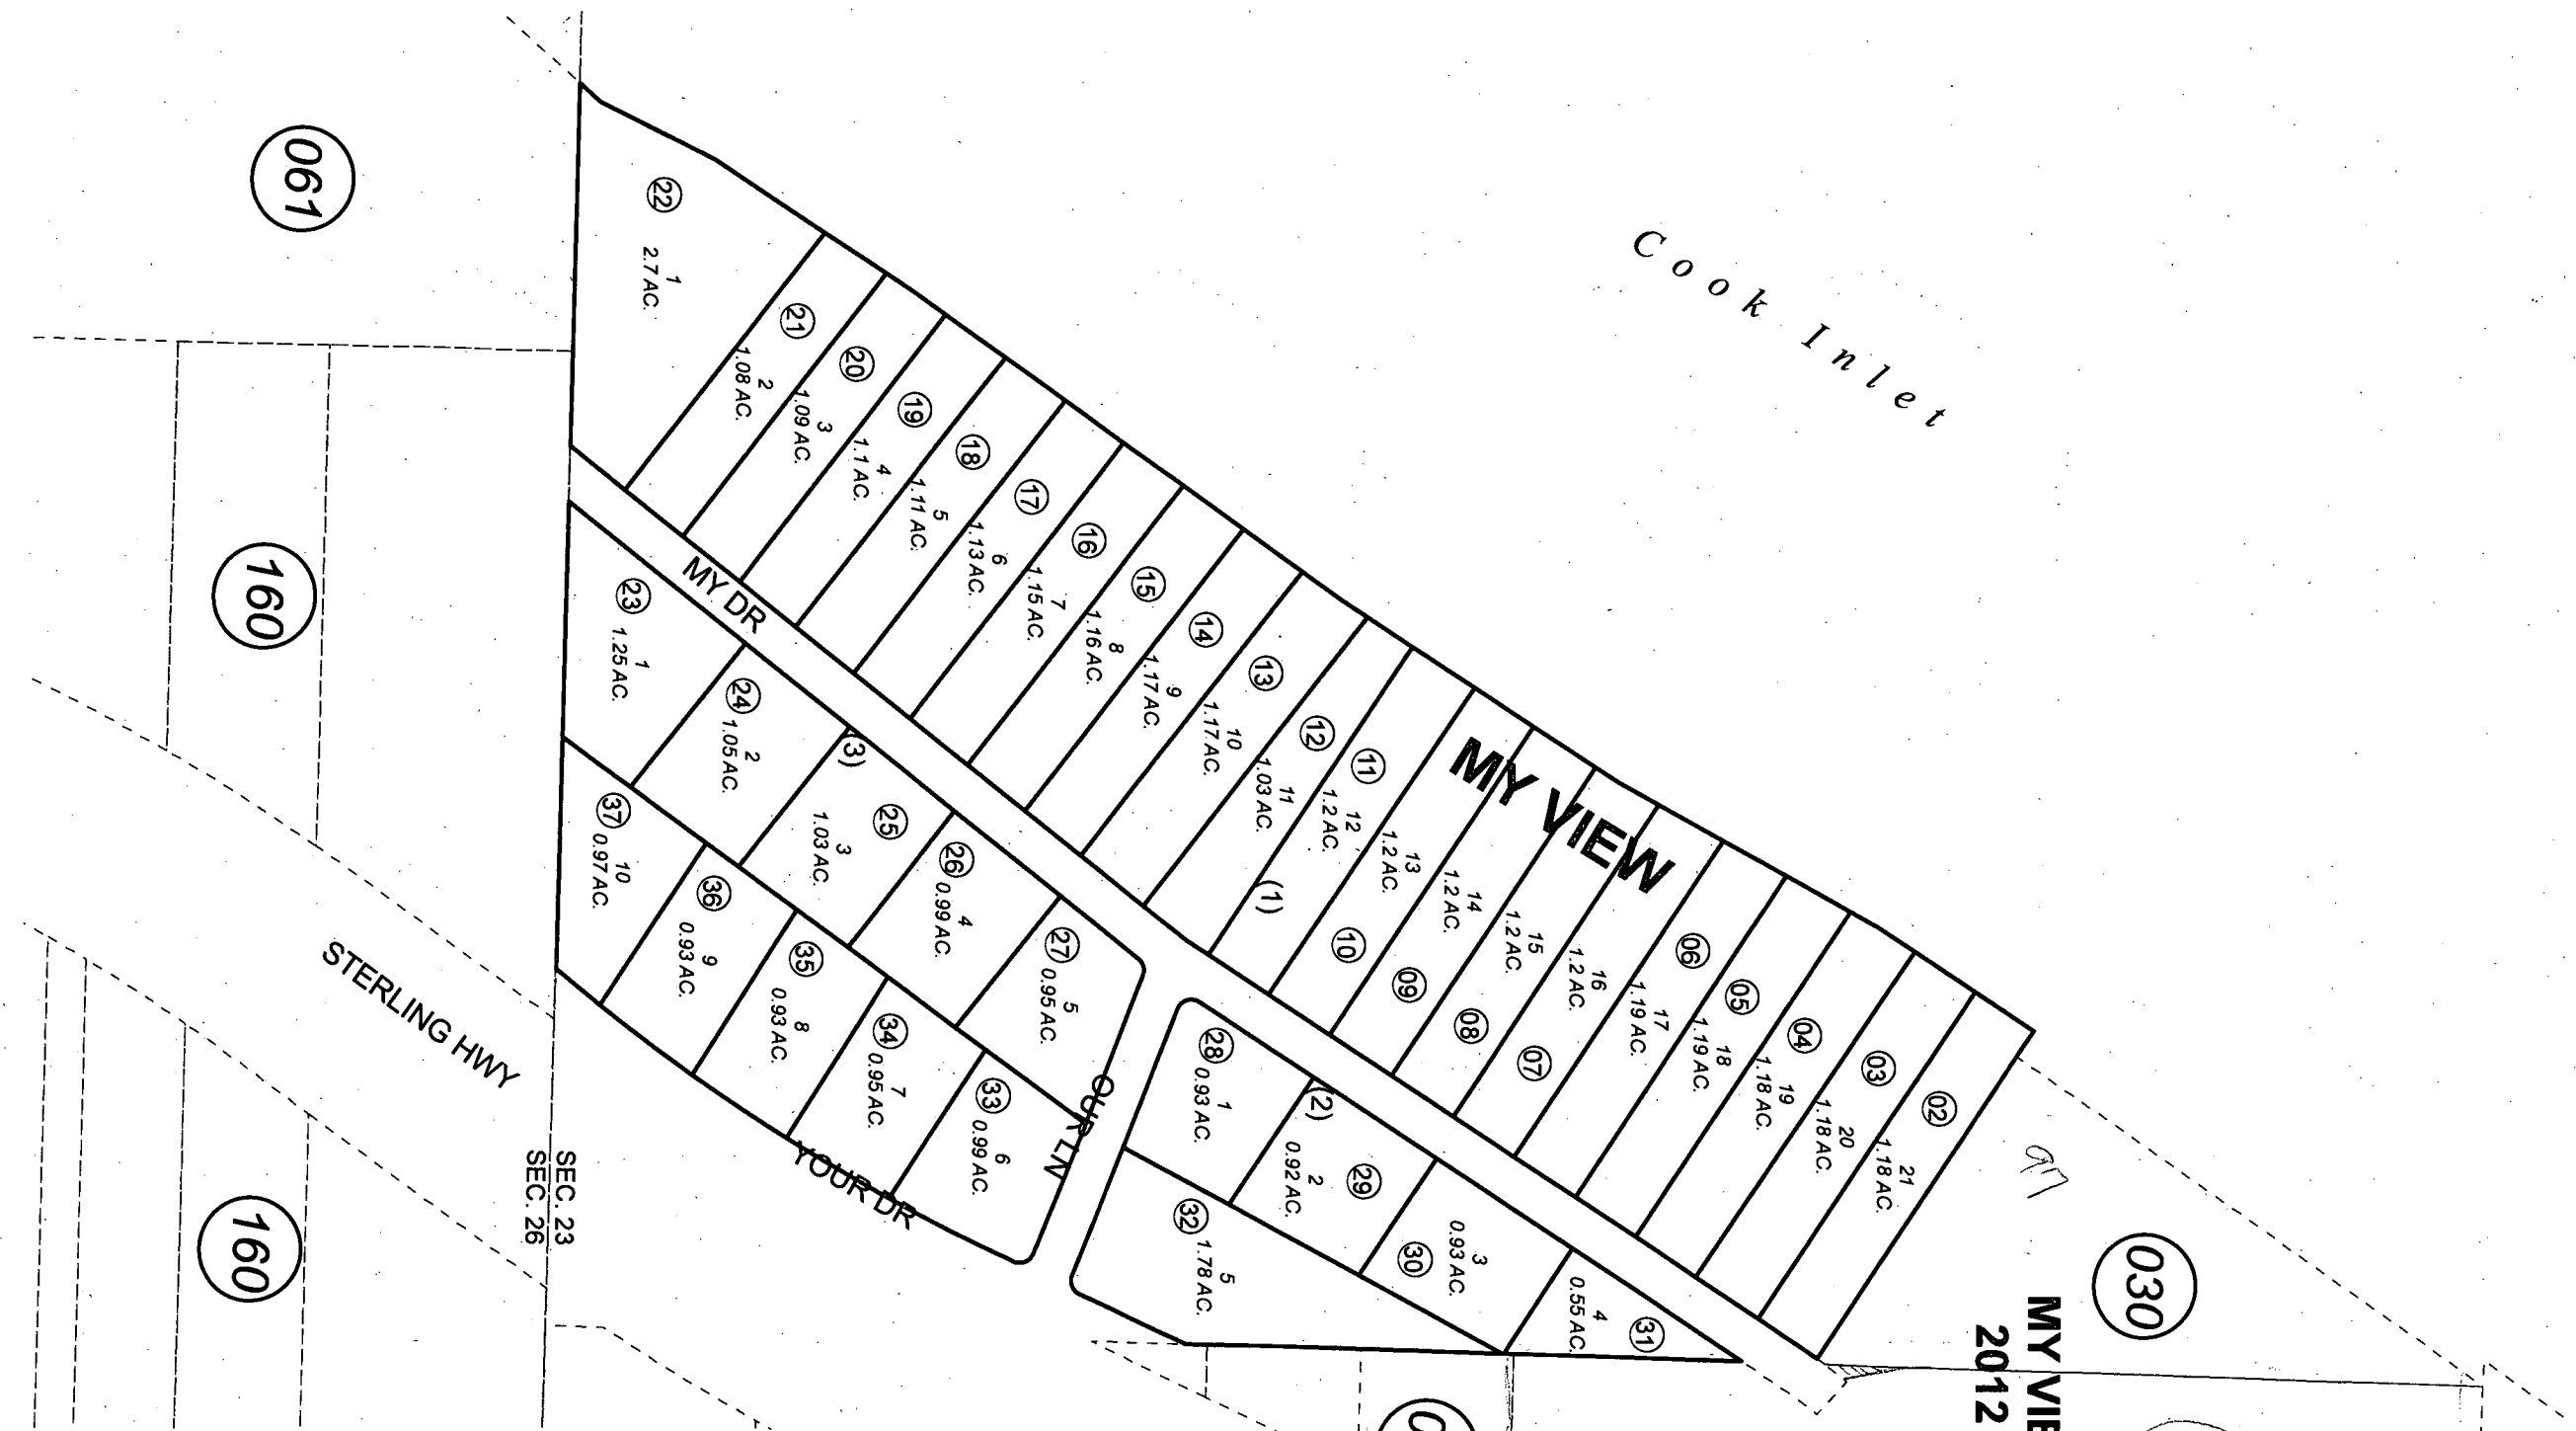 Cook Inlet
MY VIEW
MY VIE
2012
061
160
160
030
22
1
2.7 AC.
21
2
1.08 AC.
20
3
1.09 AC.
19
4
1.1 AC.
18
5
1.11 AC.
17
6
1.13 AC.
16
7
1.15 AC.
15
8
1.16 AC.
14
9
1.17 AC.
13
10
1.17 AC.
12
11
1.03 AC.
11
12
1.2 AC.
(1)
10
13
1.2 AC.
09
14
1.2 AC.
08
15
1.2 AC.
07
16
1.2 AC.
06
17
1.19 AC.
05
18
1.19 AC.
04
19
1.18 AC.
03
20
1.18 AC.
02
21
1.18 AC.
MY DR
23
1
1.25 AC.
24
2
1.05 AC.
(3)
25
3
1.03 AC.
26
4
0.99 AC.
27
5
0.95 AC.
37
10
0.97 AC.
36
9
0.93 AC.
35
8
0.93 AC.
34
7
0.95 AC.
33
6
0.99 AC.
OUR LN
YOUR DR
28
1
0.93 AC.
(2)
29
2
0.92 AC.
30
3
0.93 AC.
31
4
0.55 AC.
32
5
1.78 AC.
STERLING HWY
SEC. 23
SEC. 26